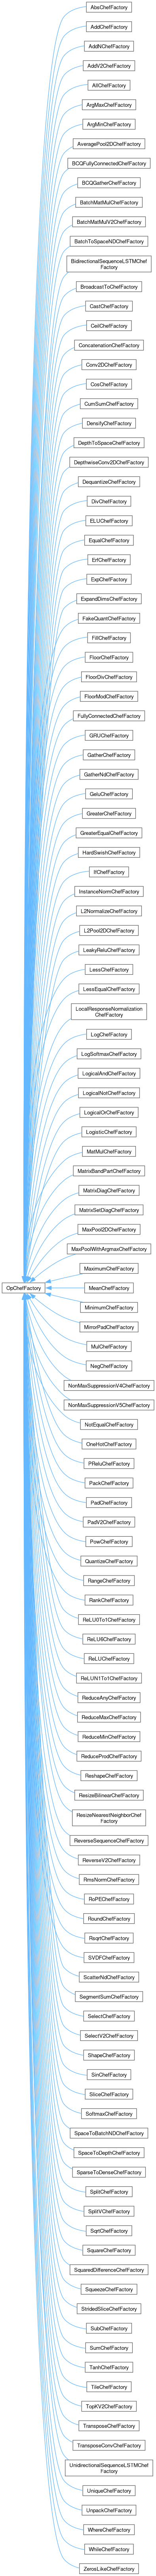 AbsChefFactory
AddChefFactory
AddNChefFactory
AddV2ChefFactory
AllChefFactory
ArgMaxChefFactory
ArgMinChefFactory
AveragePool2DChefFactory
BCQFullyConnectedChefFactory
BCQGatherChefFactory
BatchMatMulChefFactory
BatchMatMulV2ChefFactory
BatchToSpaceNDChefFactory
BidirectionalSequenceLSTMChef
Factory
BroadcastToChefFactory
CastChefFactory
CeilChefFactory
ConcatenationChefFactory
Conv2DChefFactory
CosChefFactory
CumSumChefFactory
DensifyChefFactory
DepthToSpaceChefFactory
DepthwiseConv2DChefFactory
DequantizeChefFactory
DivChefFactory
ELUChefFactory
EqualChefFactory
ErfChefFactory
ExpChefFactory
ExpandDimsChefFactory
FakeQuantChefFactory
FillChefFactory
FloorChefFactory
FloorDivChefFactory
FloorModChefFactory
FullyConnectedChefFactory
GRUChefFactory
GatherChefFactory
GatherNdChefFactory
GeluChefFactory
GreaterChefFactory
GreaterEqualChefFactory
HardSwishChefFactory
IfChefFactory
InstanceNormChefFactory
L2NormalizeChefFactory
L2Pool2DChefFactory
LeakyReluChefFactory
LessChefFactory
LessEqualChefFactory
LocalResponseNormalization
ChefFactory
LogChefFactory
LogSoftmaxChefFactory
LogicalAndChefFactory
LogicalNotChefFactory
LogicalOrChefFactory
LogisticChefFactory
MatMulChefFactory
MatrixBandPartChefFactory
MatrixDiagChefFactory
MatrixSetDiagChefFactory
MaxPool2DChefFactory
MaxPoolWithArgmaxChefFactory
MaximumChefFactory
OpChefFactory
MeanChefFactory
MinimumChefFactory
MirrorPadChefFactory
MulChefFactory
NegChefFactory
NonMaxSuppressionV4ChefFactory
NonMaxSuppressionV5ChefFactory
NotEqualChefFactory
OneHotChefFactory
PReluChefFactory
PackChefFactory
PadChefFactory
PadV2ChefFactory
PowChefFactory
QuantizeChefFactory
RangeChefFactory
RankChefFactory
ReLU0To1ChefFactory
ReLU6ChefFactory
ReLUChefFactory
ReLUN1To1ChefFactory
ReduceAnyChefFactory
ReduceMaxChefFactory
ReduceMinChefFactory
ReduceProdChefFactory
ReshapeChefFactory
ResizeBilinearChefFactory
ResizeNearestNeighborChef
Factory
ReverseSequenceChefFactory
ReverseV2ChefFactory
RmsNormChefFactory
RoPEChefFactory
RoundChefFactory
RsqrtChefFactory
SVDFChefFactory
ScatterNdChefFactory
SegmentSumChefFactory
SelectChefFactory
SelectV2ChefFactory
ShapeChefFactory
SinChefFactory
SliceChefFactory
SoftmaxChefFactory
SpaceToBatchNDChefFactory
SpaceToDepthChefFactory
SparseToDenseChefFactory
SplitChefFactory
SplitVChefFactory
SqrtChefFactory
SquareChefFactory
SquaredDifferenceChefFactory
SqueezeChefFactory
StridedSliceChefFactory
SubChefFactory
SumChefFactory
TanhChefFactory
TileChefFactory
TopKV2ChefFactory
TransposeChefFactory
TransposeConvChefFactory
UnidirectionalSequenceLSTMChef
Factory
UniqueChefFactory
UnpackChefFactory
WhereChefFactory
WhileChefFactory
ZerosLikeChefFactory